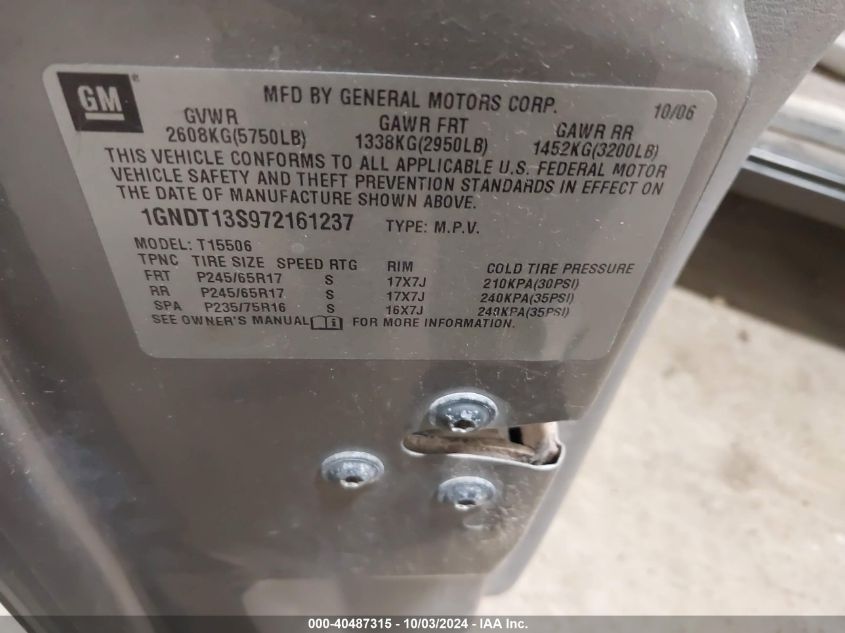 GM
MFD BY GENERAL MOTORS CORP. 10/06
GVWR GAWR FRT GAWR RR
2608KG(5750LB) 1338KG(2950LB) 1452KG(3200LB)
THIS VEHICLE CONFORMS TO ALL APPLICABLE U.S. FEDERAL MOTOR
VEHICLE SAFETY AND THEFT PREVENTION STANDARDS IN EFFECT ON
THE DATE OF MANUFACTURE SHOWN ABOVE.
1GNDT13S972161237 TYPE: M.P.V.
MODEL: T15506
TPNC TIRE SIZE SPEED RTG RIM COLD TIRE PRESSURE
FRT P245/65R17 S 17X7J 210KPA(30PSI)
RR P245/65R17 S 17X7J 240KPA(35PSI)
SPA P235/75R16 S 16X7J 240KPA(35PSI)
SEE OWNER'S MANUAL FOR MORE INFORMATION.
000-40487315 - 10/03/2024 - IAA Inc.